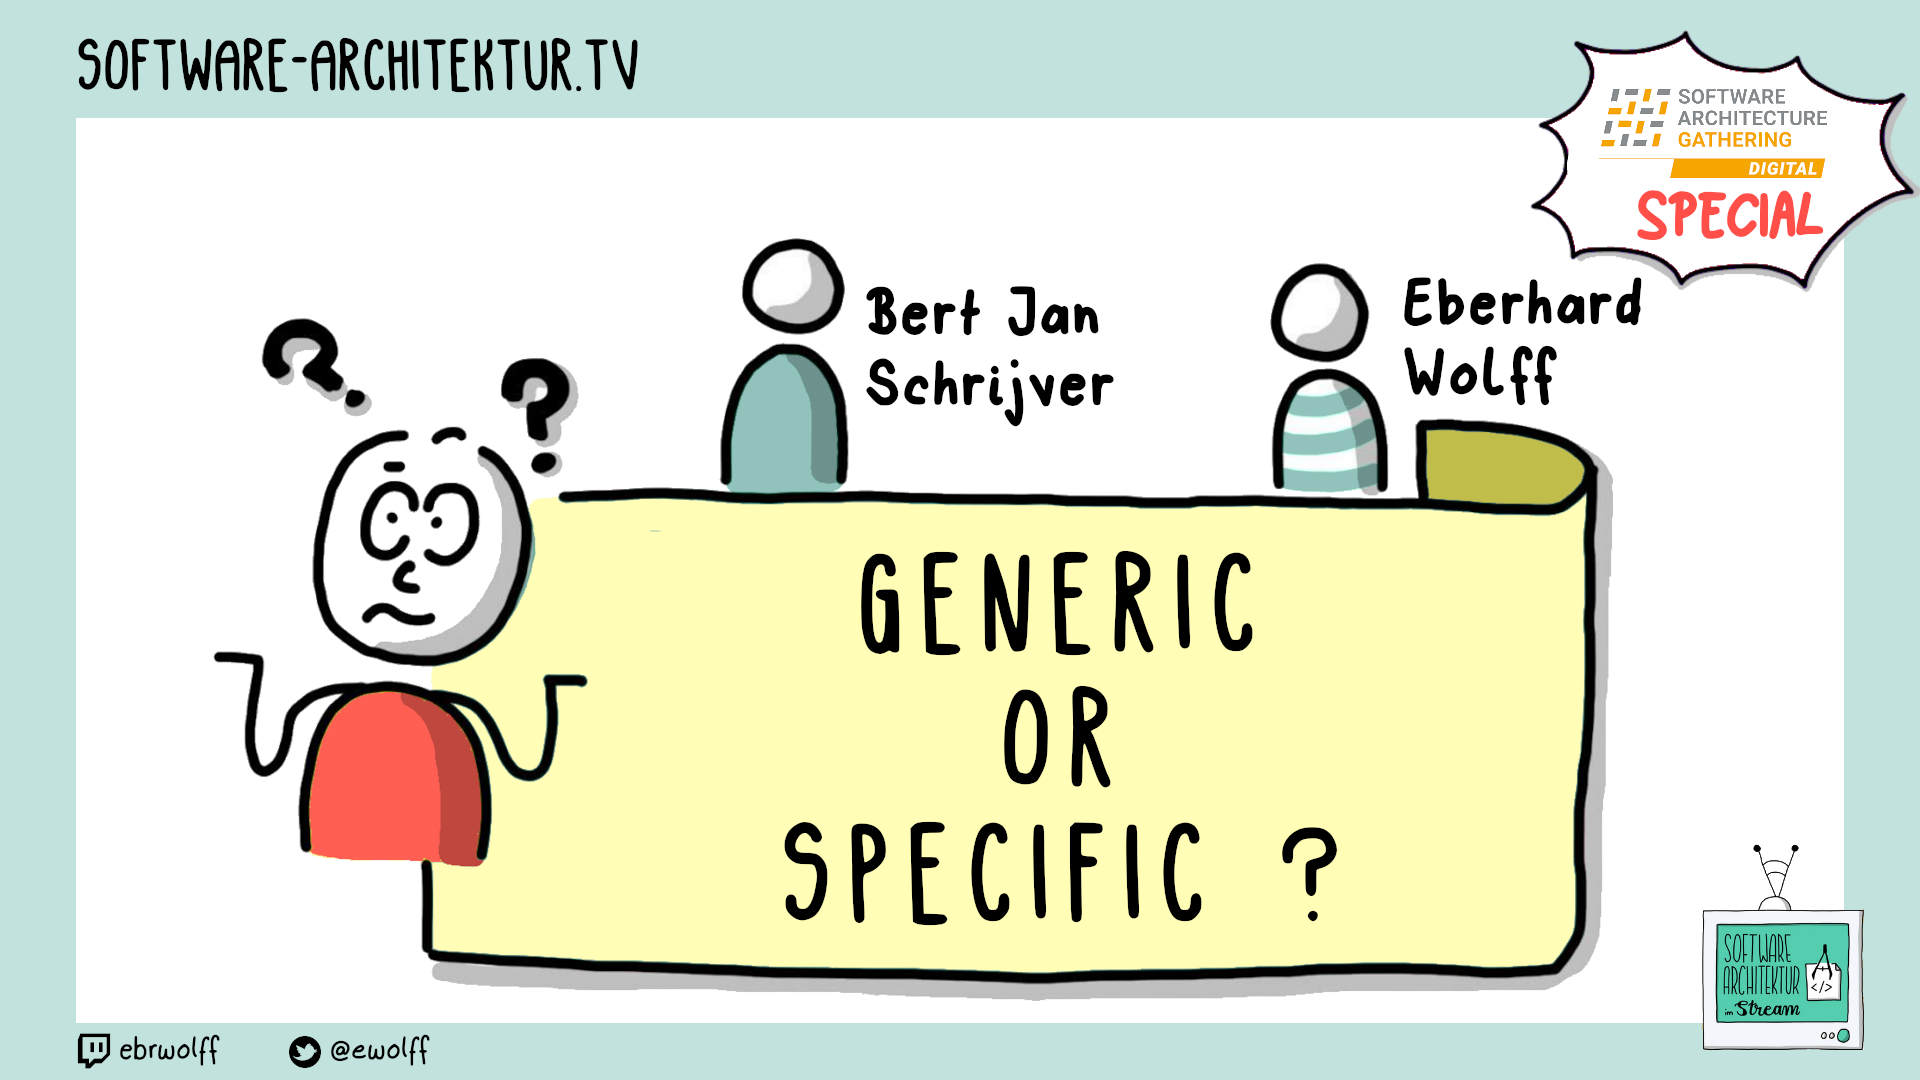 SOFTWARE-ARCHITEKTUR.TV
SOFTWARE
ARCHITECTURE
GATHERING
DIGITAL
SPECIAL
Bert Jan
Schrijver
Eberhard
Wolff
?
?
GENERIC
OR
SPECIFIC ?
SOFTWARE
ARCHITEKTUR
im Stream
</>
ebrwolff
@ewolff